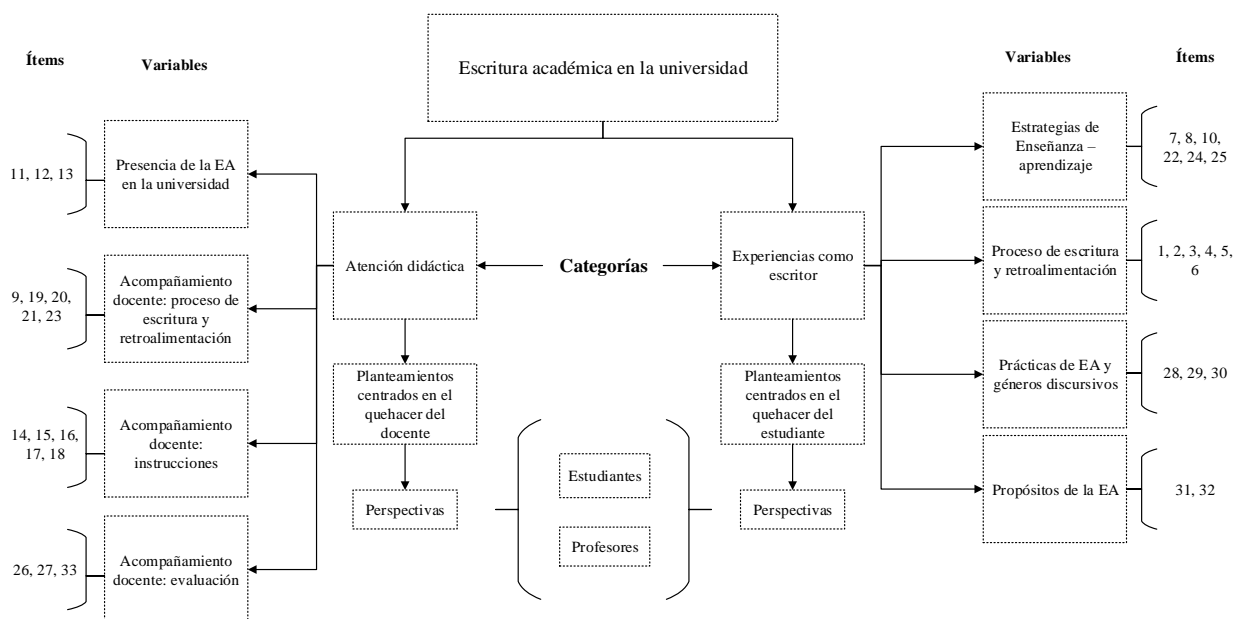 Escritura académica en la universidad
Ítems
Variables
11, 12, 13
Presencia de la EA
en la universidad
9, 19, 20,
21, 23
Acompañamiento
docente: proceso de
escritura y
retroalimentación
14, 15, 16,
17, 18
Acompañamiento
docente:
instrucciones
26, 27, 33
Acompañamiento
docente: evaluación
Atención didáctica
Categorías
Experiencias como
escritor
Planteamientos
centrados en el
quehacer del
docente
Perspectivas
Estudiantes
Profesores
Planteamientos
centrados en el
quehacer del
estudiante
Perspectivas
Variables
Ítems
Estrategias de
Enseñanza –
aprendizaje
7, 8, 10,
22, 24, 25
Proceso de escritura
y retroalimentación
1, 2, 3, 4, 5,
6
Prácticas de EA y
géneros discursivos
28, 29, 30
Propósitos de la EA
31, 32